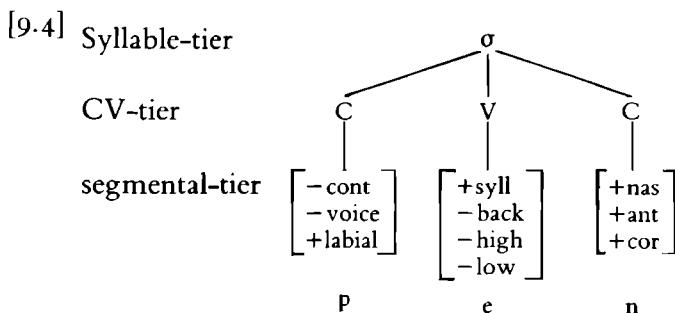 [9.4] Syllable-tier σ
CV-tier C V C
segmental-tier [−cont [+syll [+nas
−voice −back +ant
+labial] −high +cor]
−low]
p e n